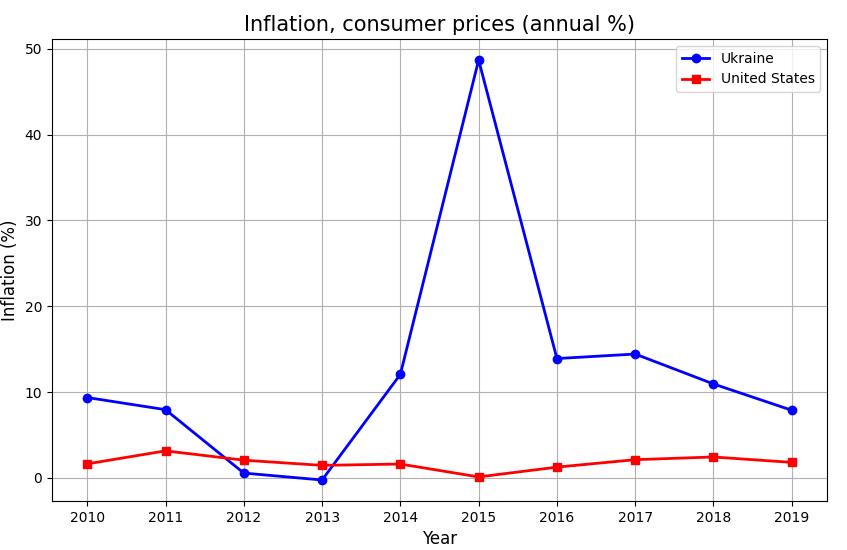 Inflation, consumer prices (annual %)
Ukraine
United States
Inflation (%)
50
40
30
20
10
0
2010 2011 2012 2013 2014 2015 2016 2017 2018 2019
Year